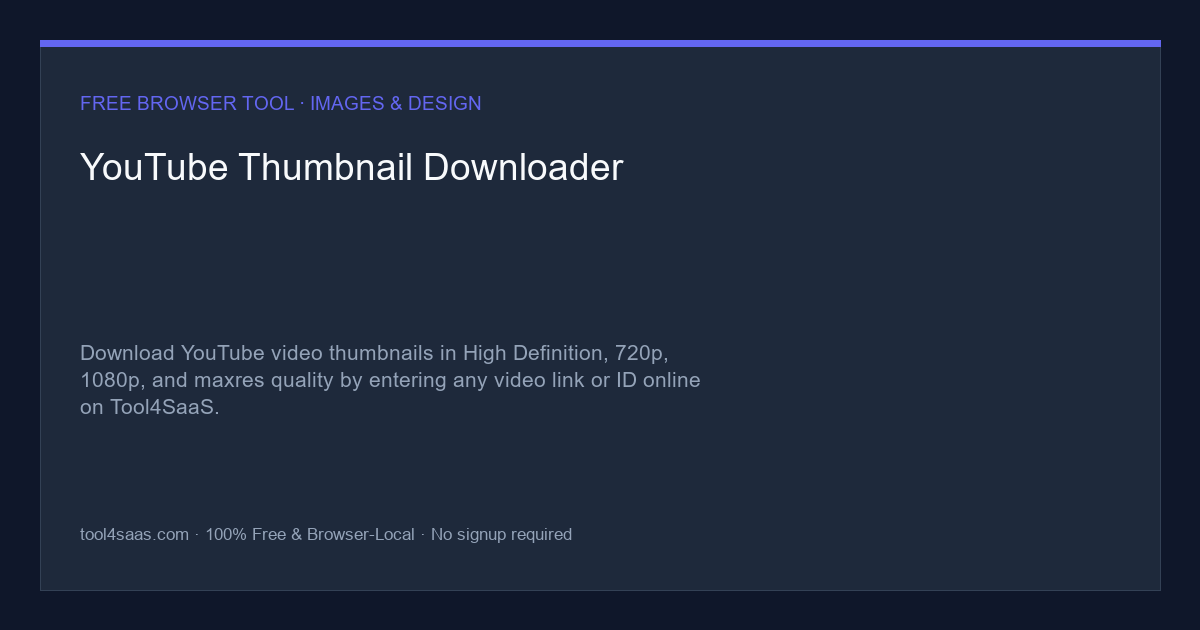 FREE BROWSER TOOL · IMAGES & DESIGN
YouTube Thumbnail Downloader
Download YouTube video thumbnails in High Definition, 720p,
1080p, and maxres quality by entering any video link or ID online
on Tool4SaaS.
tool4saas.com · 100% Free & Browser-Local · No signup required